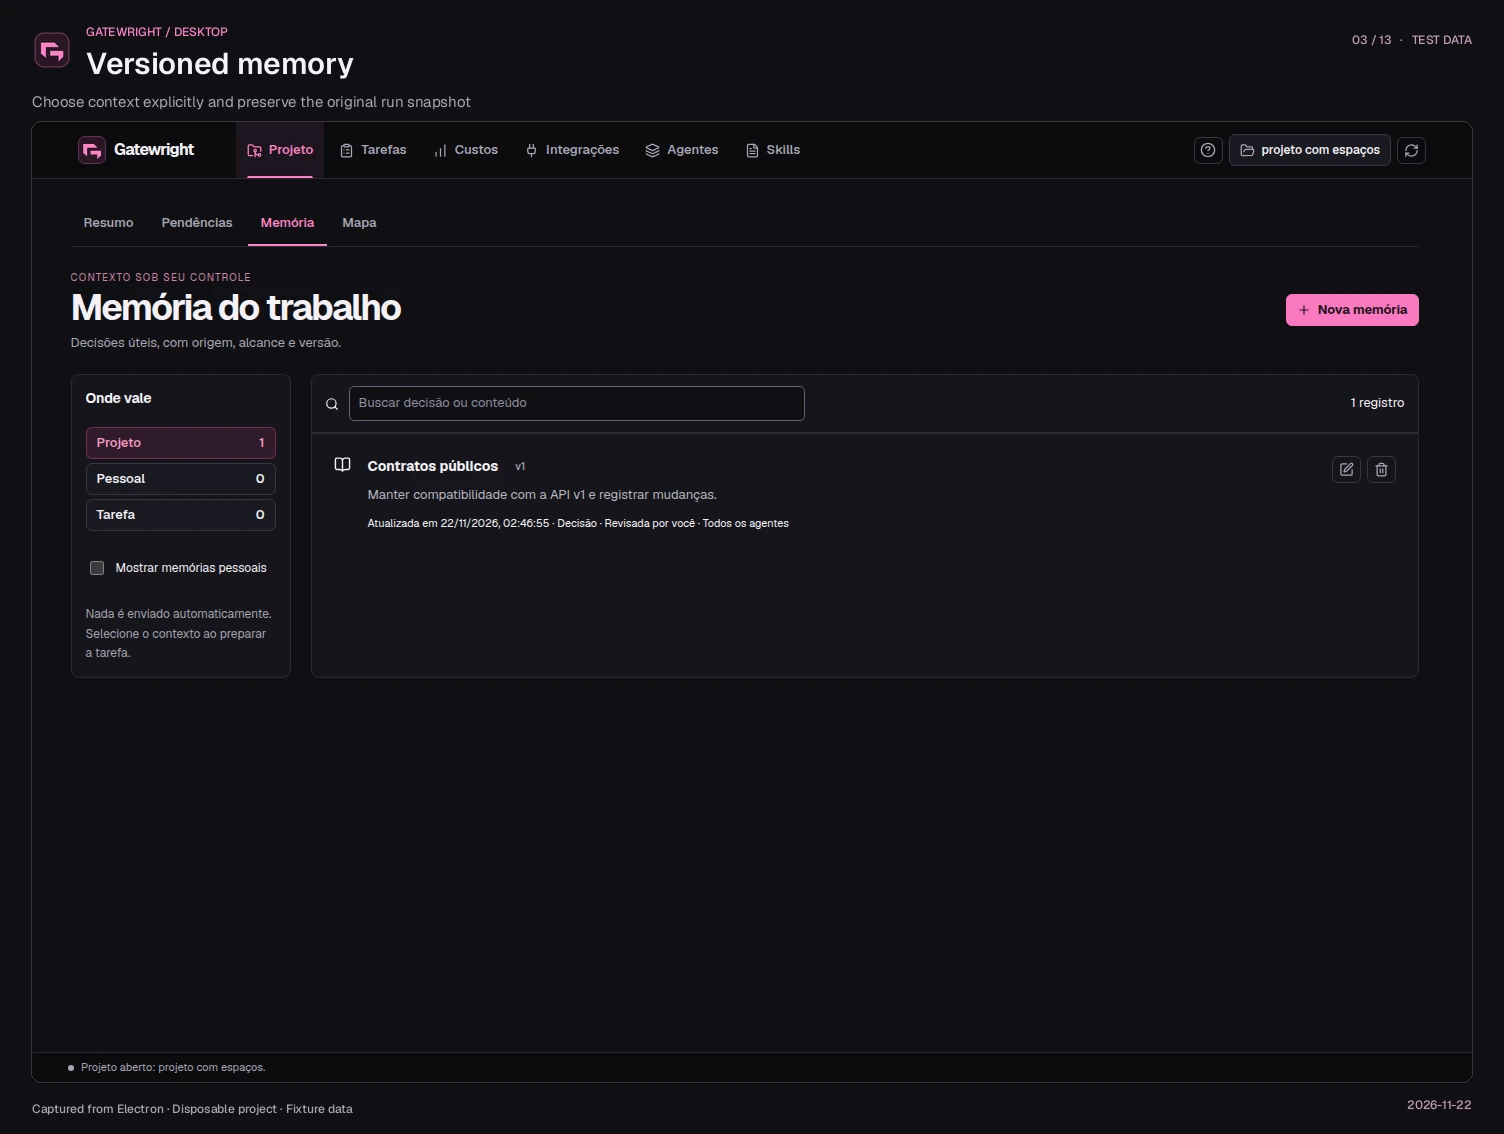 GATEWRIGHT / DESKTOP
Versioned memory
03 / 13 · TEST DATA
Choose context explicitly and preserve the original run snapshot
Gatewright
Projeto
Tarefas
Custos
Integrações
Agentes
Skills
projeto com espaços
Resumo
Pendências
Memória
Mapa
CONTEXTO SOB SEU CONTROLE
Memória do trabalho
Decisões úteis, com origem, alcance e versão.
Nova memória
Onde vale
Projeto 1
Pessoal 0
Tarefa 0
Mostrar memórias pessoais
Nada é enviado automaticamente.
Selecione o contexto ao preparar
a tarefa.
Buscar decisão ou conteúdo
1 registro
Contratos públicos v1
Manter compatibilidade com a API v1 e registrar mudanças.
Atualizada em 22/11/2026, 02:46:55 · Decisão · Revisada por você · Todos os agentes
Projeto aberto: projeto com espaços.
Captured from Electron · Disposable project · Fixture data
2026-11-22